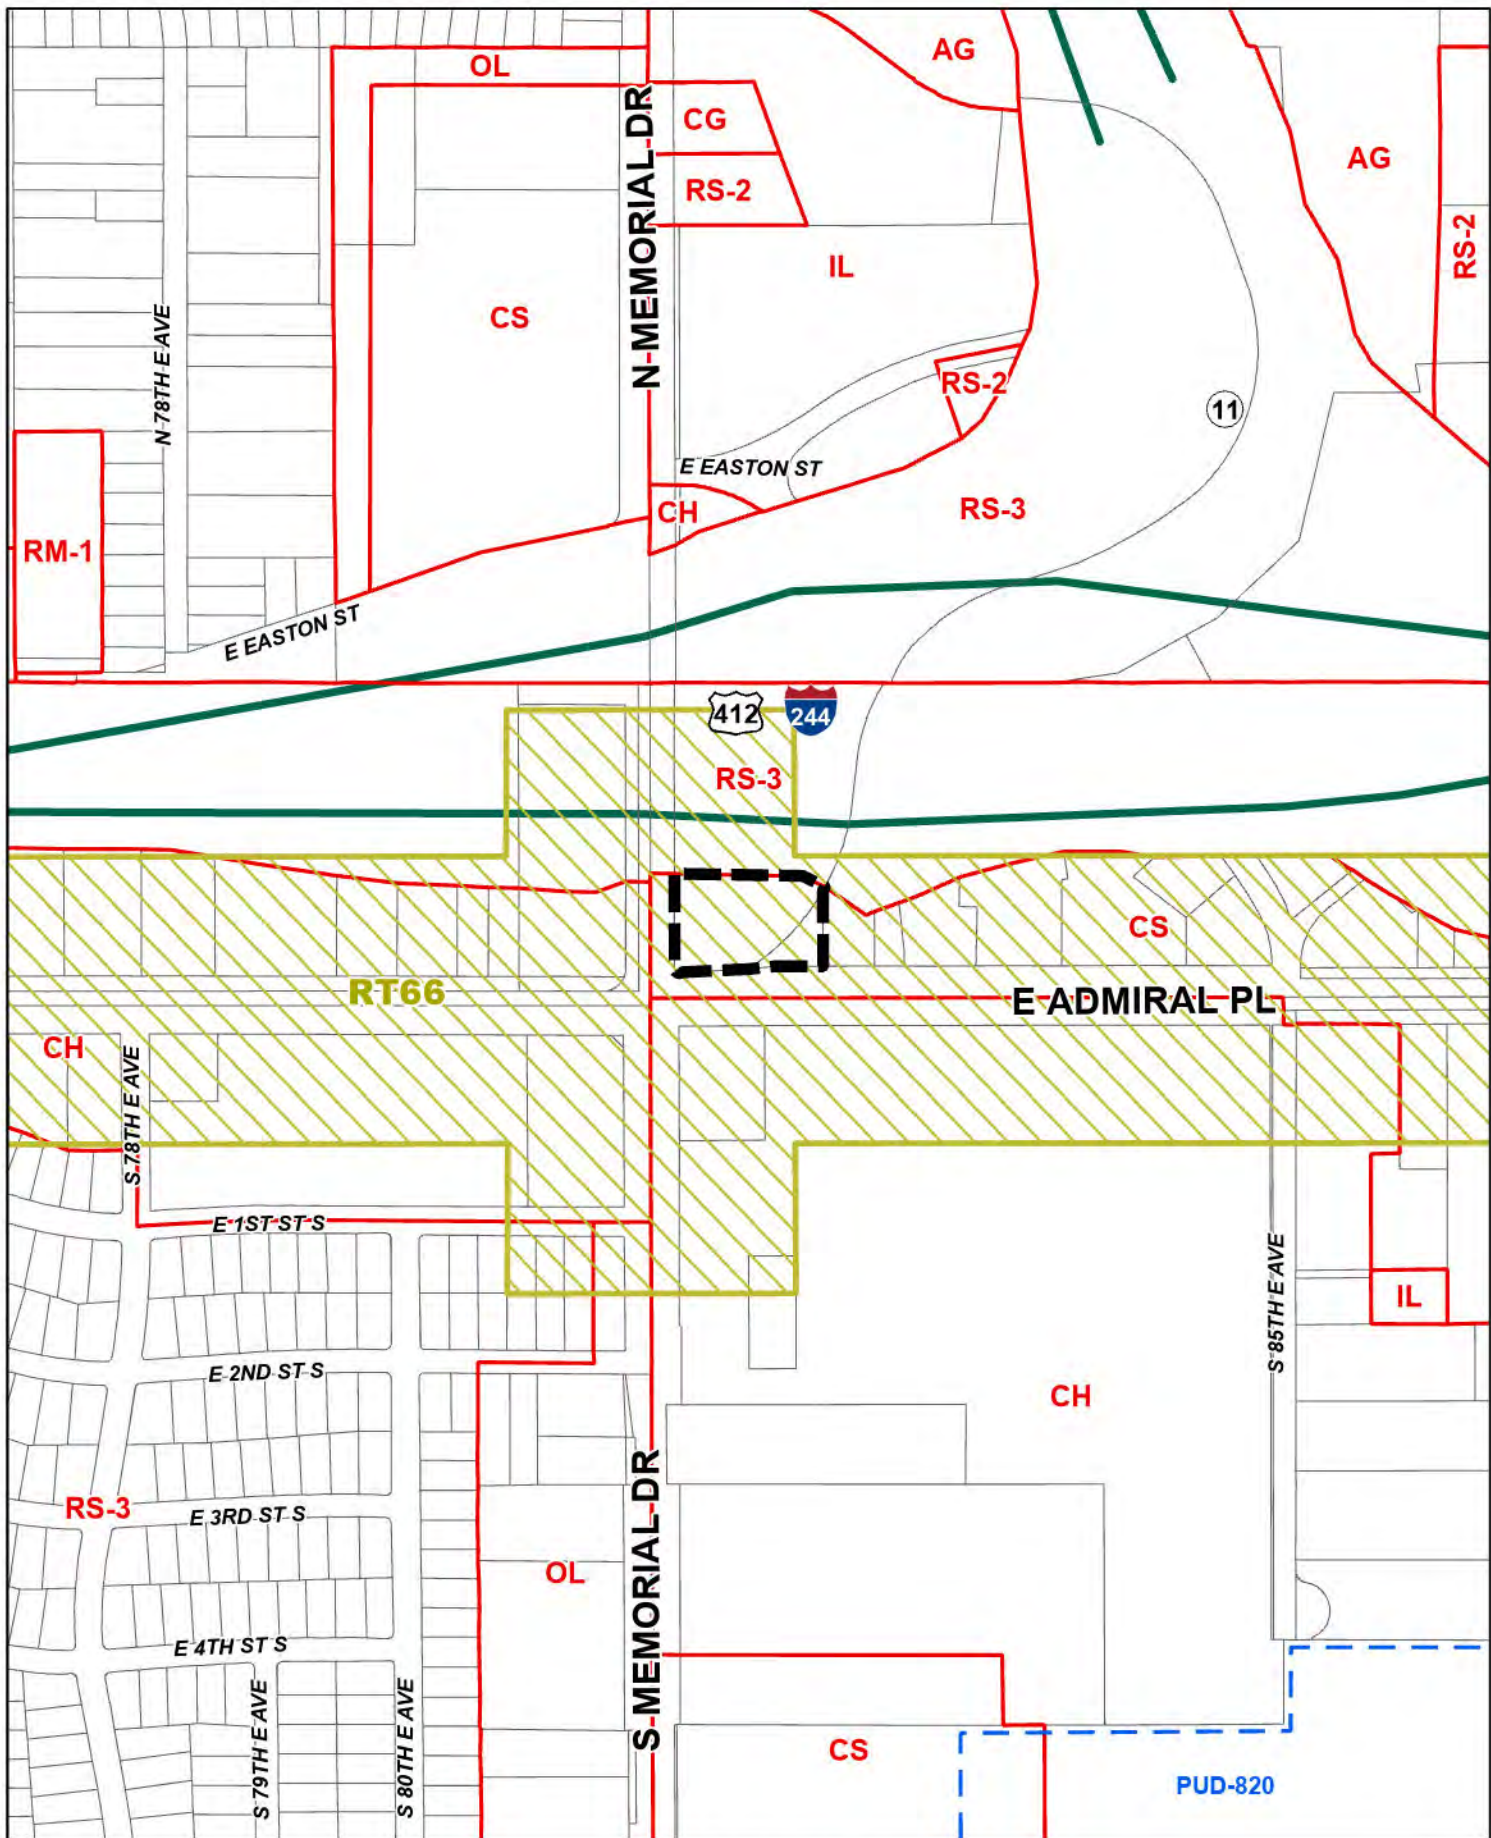 OL
AG
CG
AG
RS-2
RS-2
N MEMORIAL DR
IL
CS
N 78TH E AVE
RS-2
11
E EASTON ST
CH
RS-3
RM-1
E EASTON ST
412
244
RS-3
CS
RT66
E ADMIRAL PL
CH
S 78TH E AVE
E 1ST ST S
S 85TH E AVE
IL
E 2ND ST S
CH
RS-3
E 3RD ST S
OL
S MEMORIAL DR
E 4TH ST S
S 79TH E AVE
S 80TH E AVE
CS
PUD-820